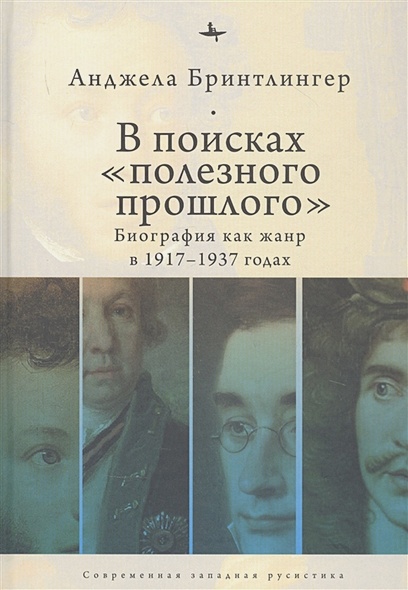 Анджела Бринтлингер
В поисках
«полезного
прошлого»
Биография как жанр
в 1917–1937 годах
Современная западная русистика